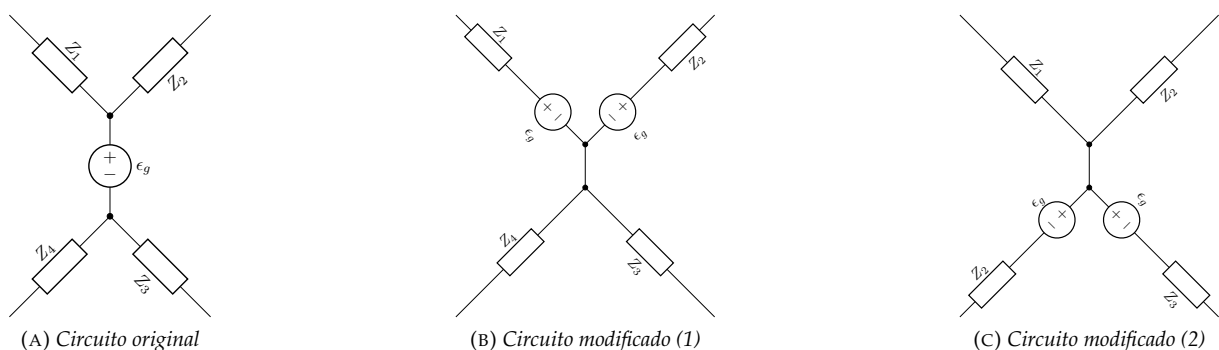 Z1
Z2
+
−
ϵg
Z4
Z3
(A) Circuito original
Z1
Z2
+
−
ϵg
+
−
ϵg
Z4
Z3
(B) Circuito modificado (1)
Z1
Z2
ϵg
+
−
ϵg
+
−
Z2
Z3
(C) Circuito modificado (2)